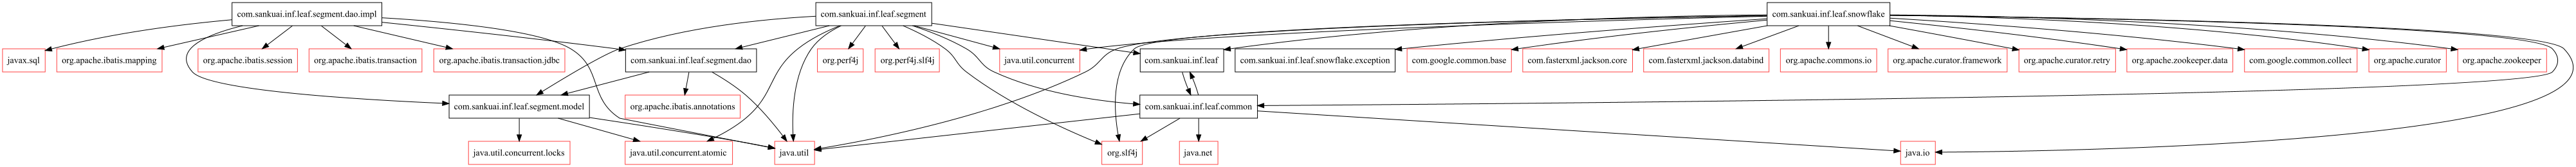 com.sankuai.inf.leaf.segment.dao.impl
com.sankuai.inf.leaf.segment
com.sankuai.inf.leaf.snowflake
javax.sql
org.apache.ibatis.mapping
org.apache.ibatis.session
org.apache.ibatis.transaction
org.apache.ibatis.transaction.jdbc
com.sankuai.inf.leaf.segment.dao
org.perf4j
org.perf4j.slf4j
java.util.concurrent
com.sankuai.inf.leaf
com.sankuai.inf.leaf.snowflake.exception
com.google.common.base
com.fasterxml.jackson.core
com.fasterxml.jackson.databind
org.apache.commons.io
org.apache.curator.framework
org.apache.curator.retry
org.apache.zookeeper.data
com.google.common.collect
org.apache.curator
org.apache.zookeeper
com.sankuai.inf.leaf.segment.model
org.apache.ibatis.annotations
com.sankuai.inf.leaf.common
java.util.concurrent.locks
java.util.concurrent.atomic
java.util
org.slf4j
java.net
java.io